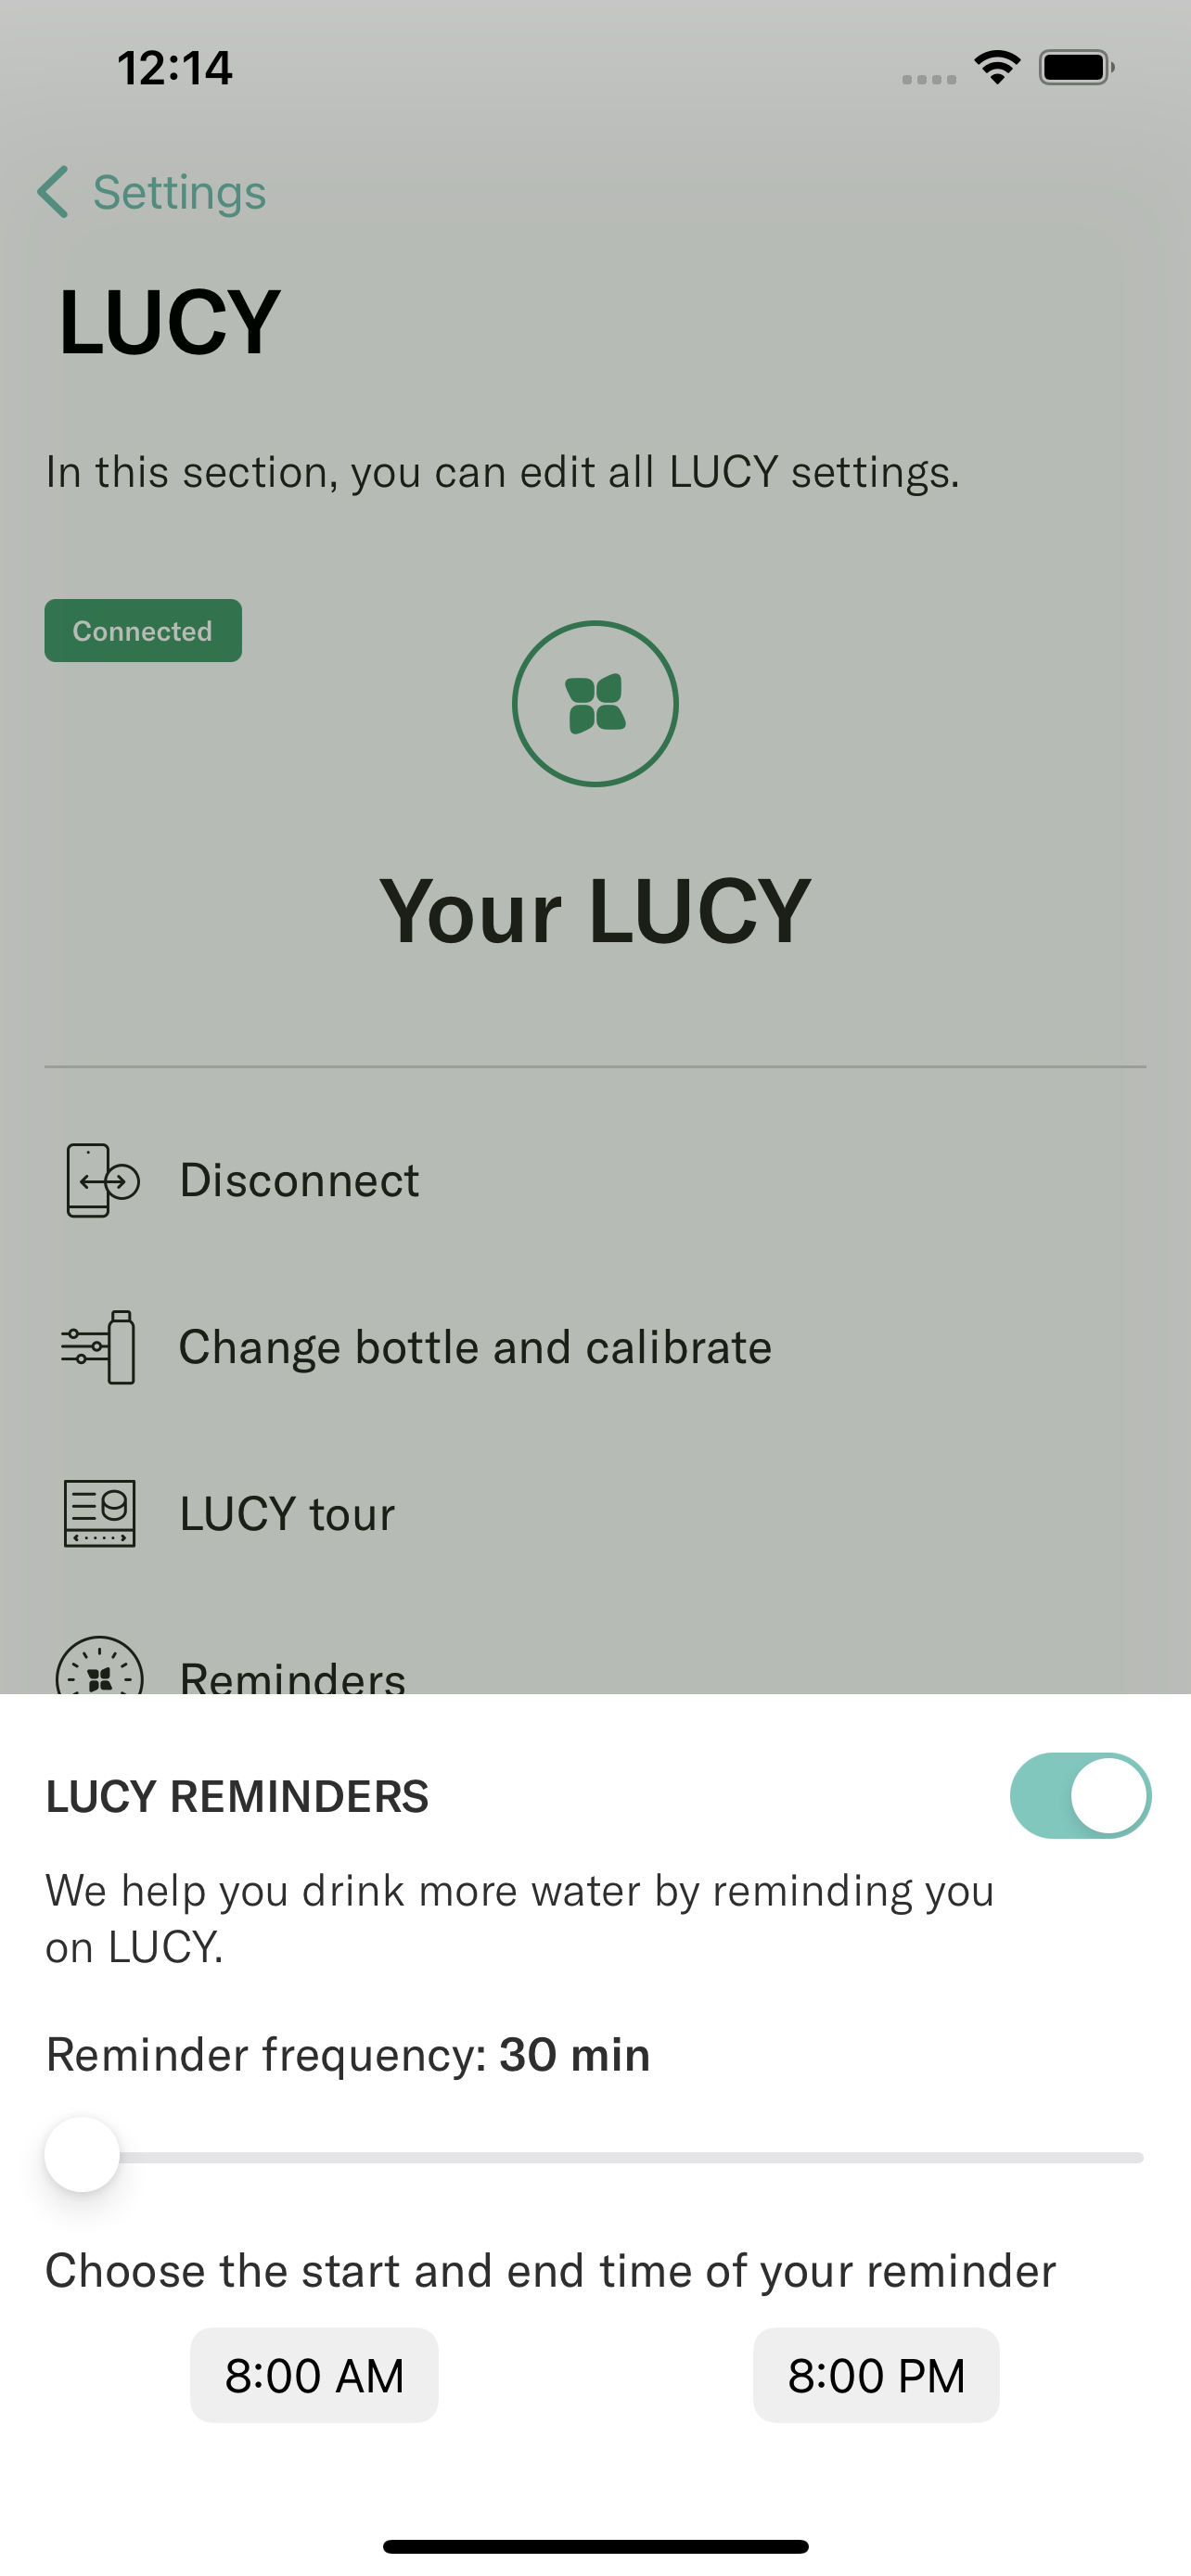 12:14
Settings
LUCY
In this section, you can edit all LUCY settings.
Connected
Your LUCY
Disconnect
Change bottle and calibrate
LUCY tour
Reminders
LUCY REMINDERS
We help you drink more water by reminding you
on LUCY.
Reminder frequency: 30 min
Choose the start and end time of your reminder
8:00 AM
8:00 PM